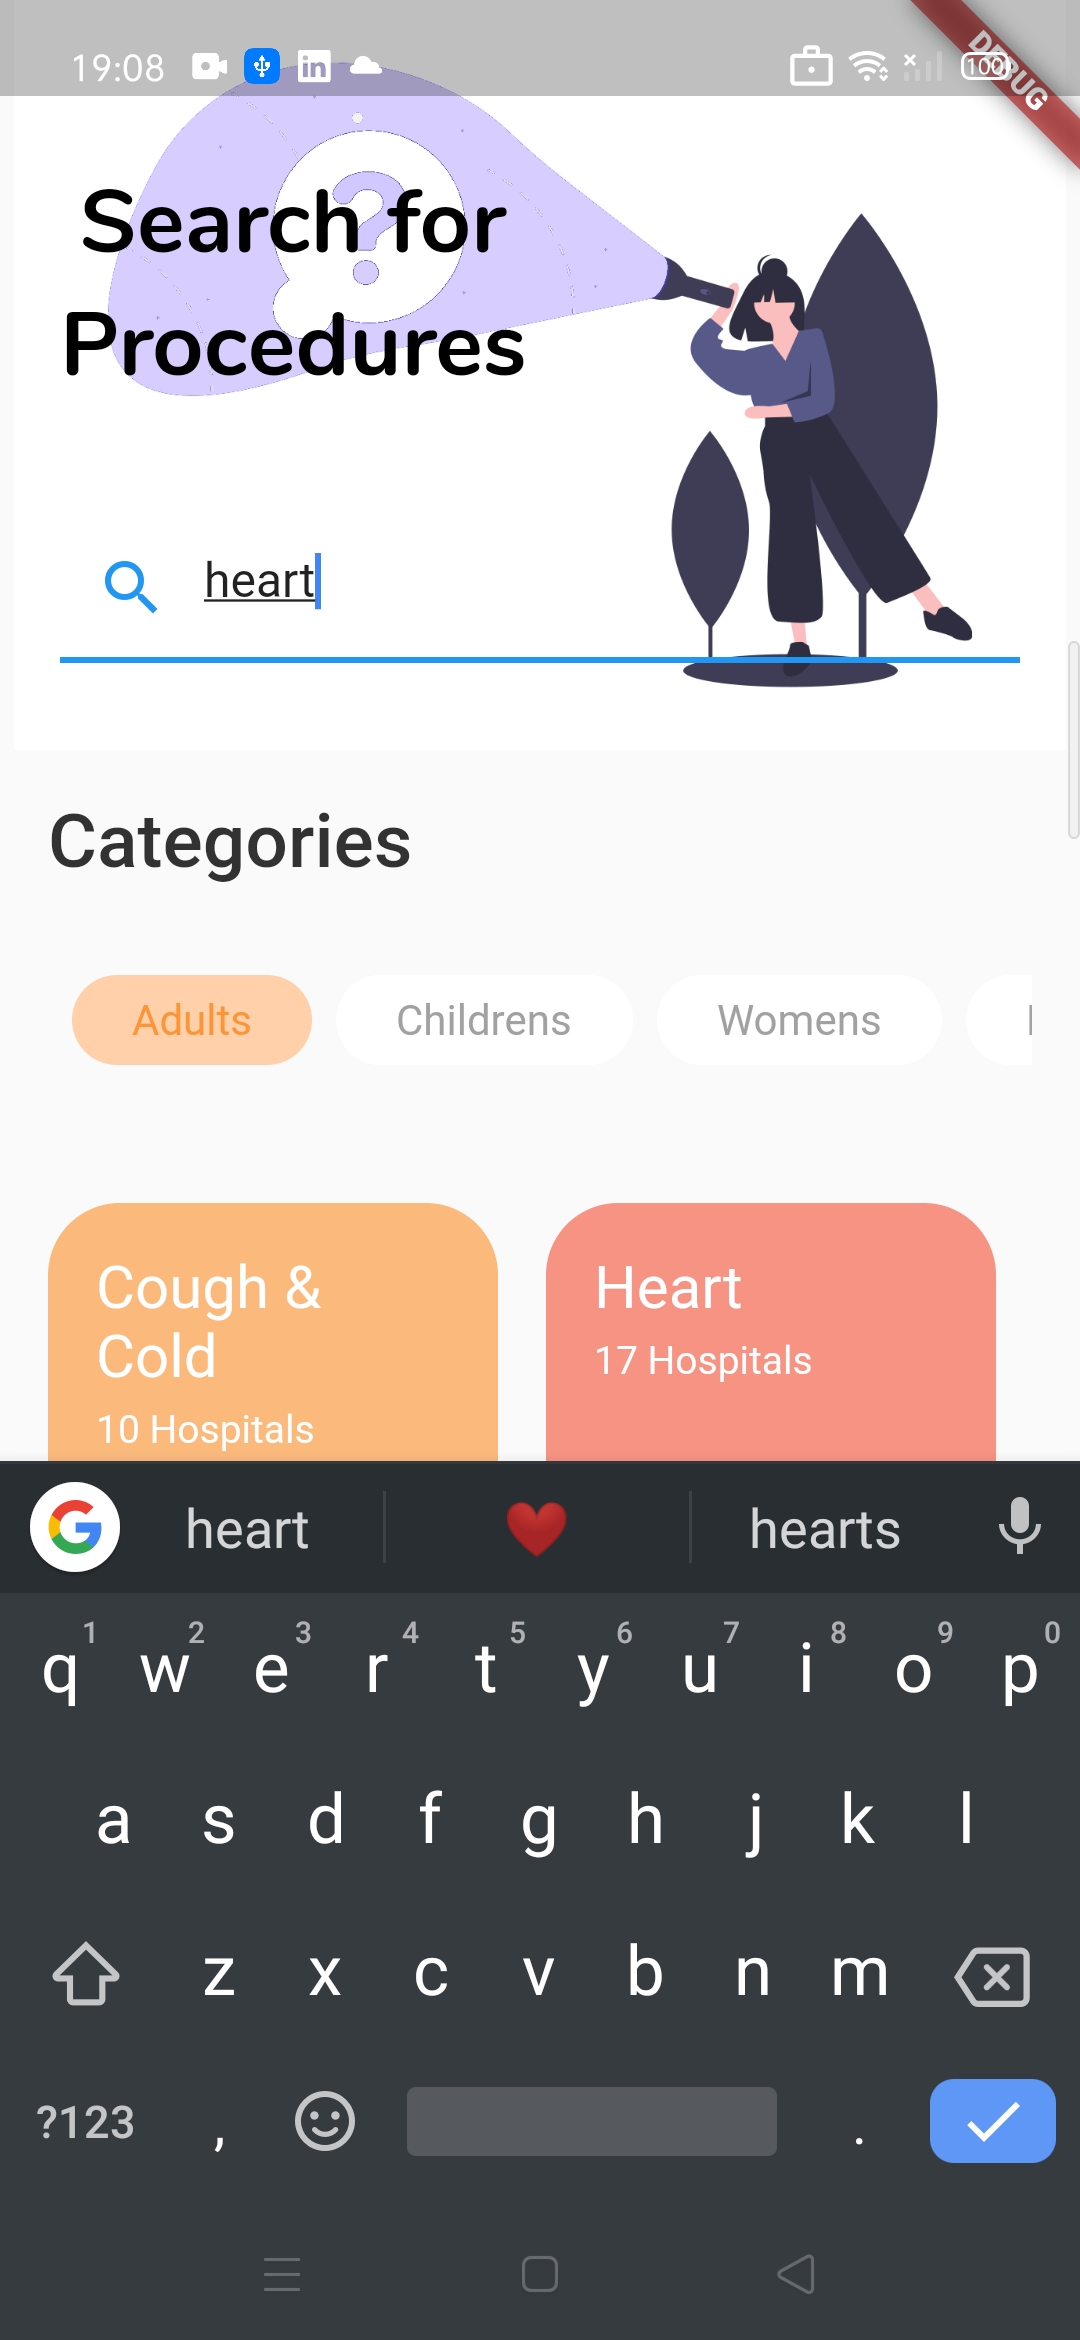 19:08
in
100
DEBUG
?
Search for
Procedures
heart
Categories
Adults
Childrens
Womens
Cough &
Cold
10 Hospitals
Heart
17 Hospitals
G
heart
hearts
1 2 3 4 5 6 7 8 9 0
q w e r t y u i o p
a s d f g h j k l
z x c v b n m
?123 , .